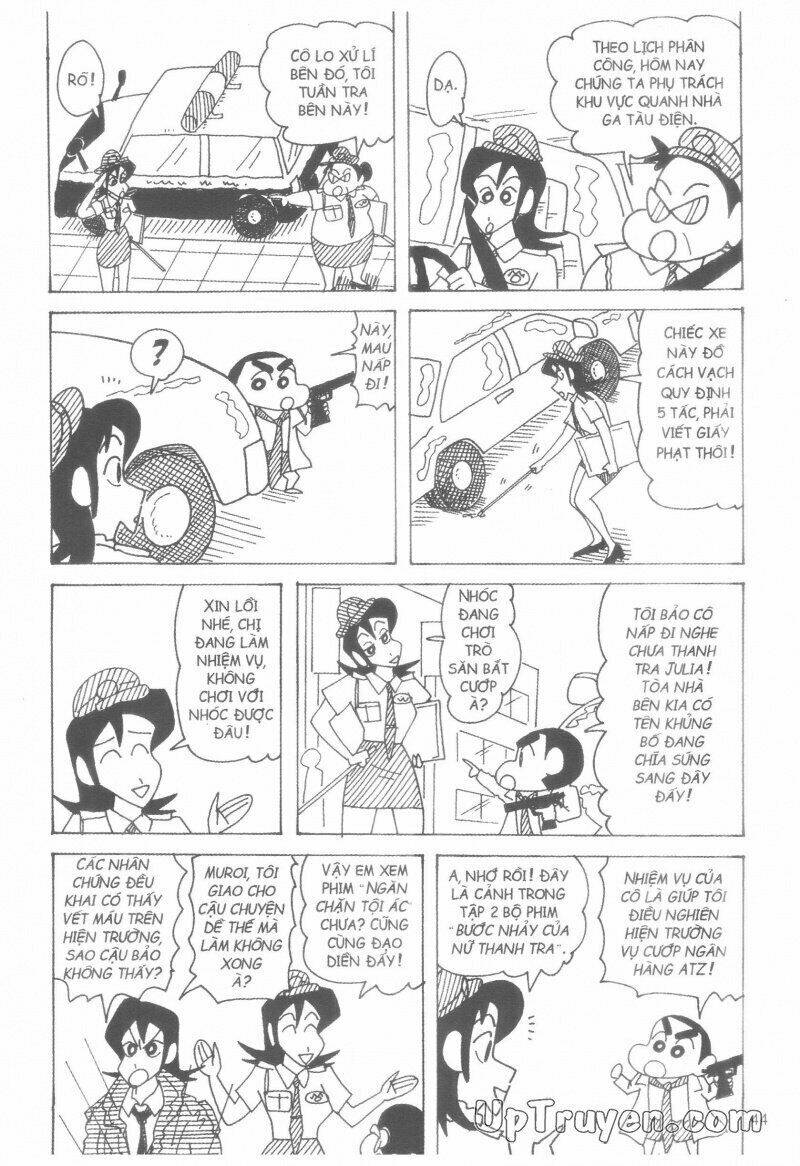 THEO LỊCH PHÂN
CÔNG, HÔM NAY
CHÚNG TA PHỤ TRÁCH
KHU VỰC QUANH NHÀ
GA TÀU ĐIỆN.
DẠ.
CÔ LO XỬ LÍ
BÊN ĐÓ, TÔI
TUẦN TRA
BÊN NÀY!
RÕ!
CHIẾC XE
NÀY ĐỖ
CÁCH VẠCH
QUY ĐỊNH
5 TẤC, PHẢI
VIẾT GIẤY
PHẠT THÔI!
NÀY,
MAU
NẤP
ĐI!
?
TÔI BẢO CÔ
NẤP ĐI NGHE
CHƯA THANH
TRA JULIA!
TÒA NHÀ
BÊN KIA CÓ
TÊN KHỦNG
BỐ ĐANG
CHĨA SÚNG
SANG ĐÂY
ĐẤY!
NHÓC
ĐANG
CHƠI
TRÒ
SĂN BẮT
CƯỚP
À?
XIN LỖI
NHÉ, CHỊ
ĐANG LÀM
NHIỆM VỤ,
KHÔNG
CHƠI VỚI
NHÓC ĐƯỢC
ĐÂU!
NHIỆM VỤ CỦA
CÔ LÀ GIÚP TÔI
ĐIỀU NGHIÊN
HIỆN TRƯỜNG
VỤ CƯỚP NGÂN
HÀNG ATZ!
A, NHỚ RỒI! ĐÂY
LÀ CẢNH TRONG
TẬP 2 BỘ PHIM
"BƯỚC NHẢY CỦA
NỮ THANH TRA".
VẬY EM XEM
PHIM "NGĂN
CHẶN TỘI ÁC"
CHƯA? CŨNG
CÙNG ĐẠO
DIỄN ĐẤY!
MUROI, TÔI
GIAO CHO
CẬU CHUYỆN
DỄ THẾ MÀ
LÀM KHÔNG
XONG
À?
CÁC NHÂN
CHỨNG ĐỀU
KHAI CÓ THẤY
VẾT MÁU TRÊN
HIỆN TRƯỜNG,
SAO CẬU BẢO
KHÔNG THẤY?
UpTruyen.com